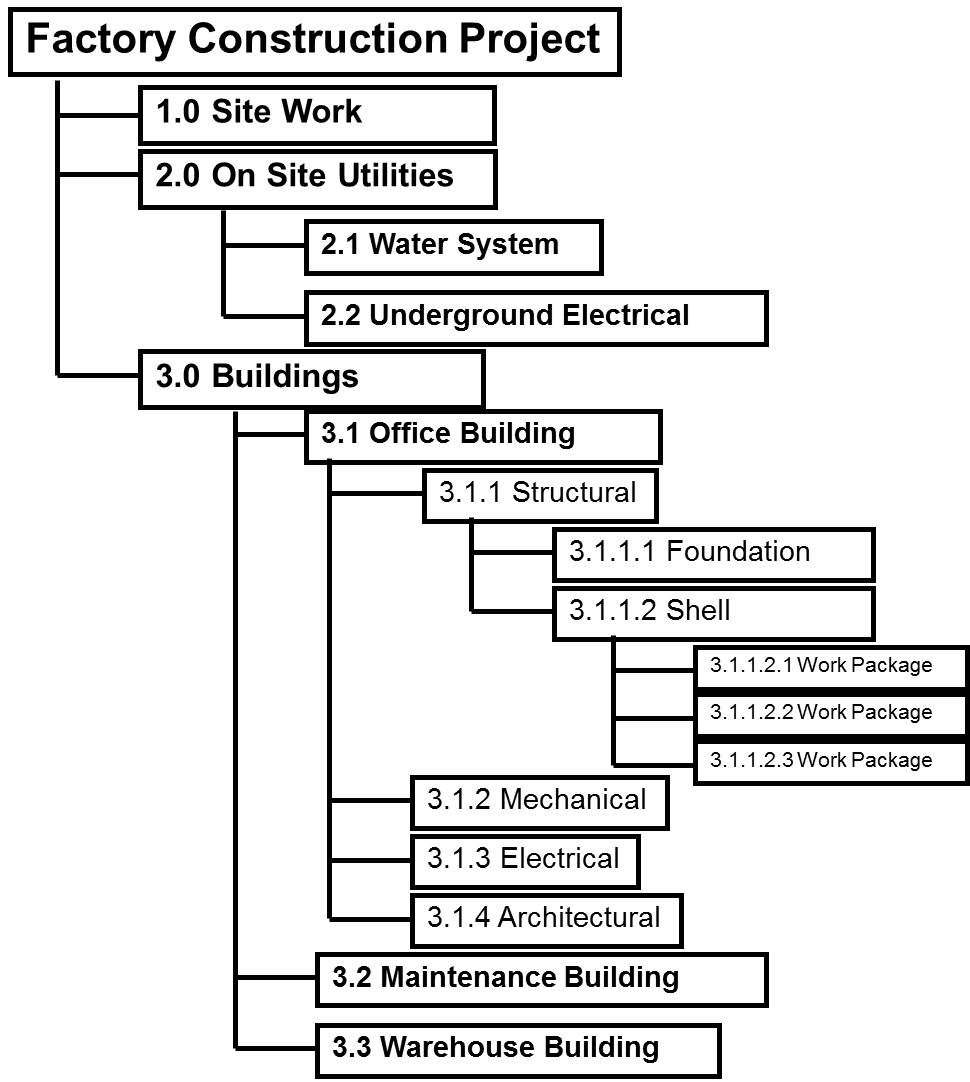 Factory Construction Project
1.0 Site Work
2.0 On Site Utilities
2.1 Water System
2.2 Underground Electrical
3.0 Buildings
3.1 Office Building
3.1.1 Structural
3.1.1.1 Foundation
3.1.1.2 Shell
3.1.1.2.1 Work Package
3.1.1.2.2 Work Package
3.1.1.2.3 Work Package
3.1.2 Mechanical
3.1.3 Electrical
3.1.4 Architectural
3.2 Maintenance Building
3.3 Warehouse Building